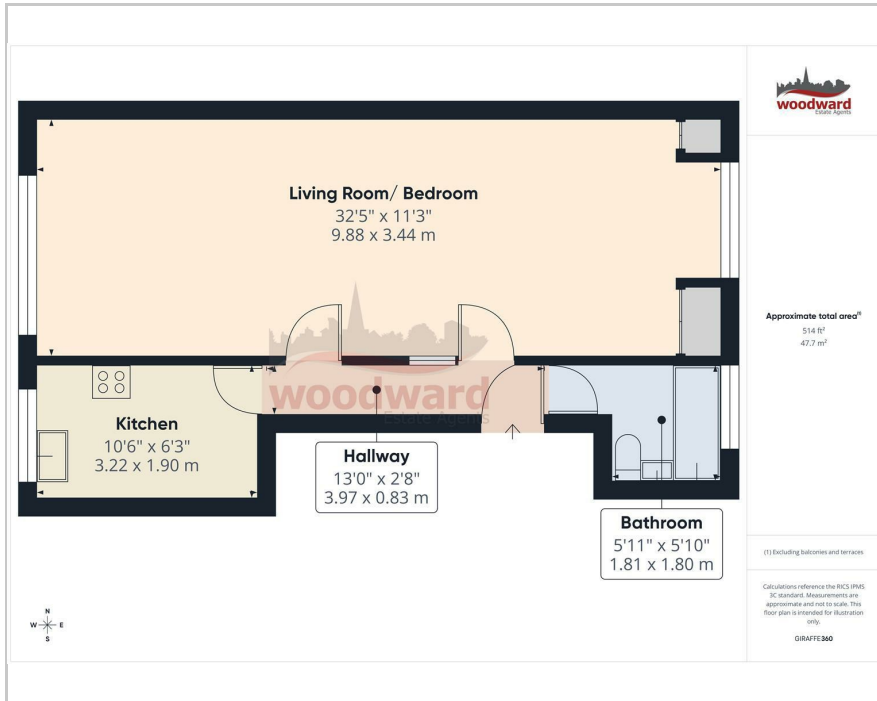 Living Room/ Bedroom
32'5" x 11'3"
9.88 x 3.44 m
Kitchen
10'6" x 6'3"
3.22 x 1.90 m
Hallway
13'0" x 2'8"
3.97 x 0.83 m
Bathroom
5'11" x 5'10"
1.81 x 1.80 m
woodward
Estate Agents
N
W E
S
woodward
Estate Agents
Approximate total area(1)
514 ft²
47.7 m²
(1) Excluding balconies and terraces
Calculations reference the RICS IPMS
3C standard. Measurements are
approximate and not to scale. This
floor plan is intended for illustration
only.
GIRAFFE360